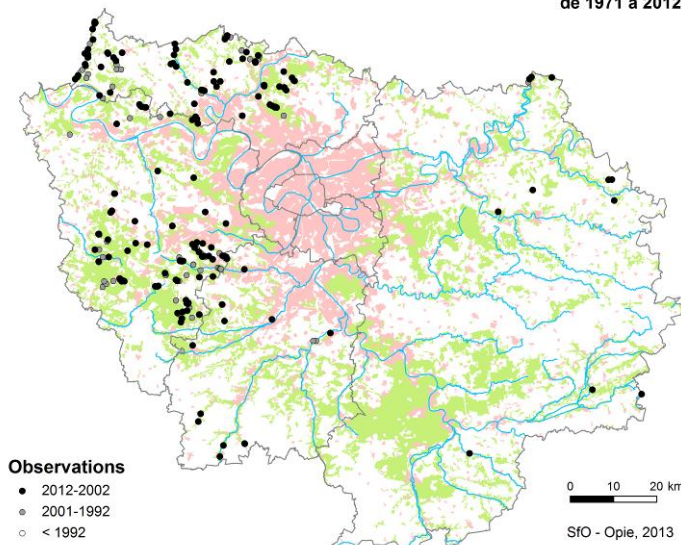 de 1971 à 2012
Observations
2012-2002
2001-1992
< 1992
0 10 20 km
SfO - Opie, 2013